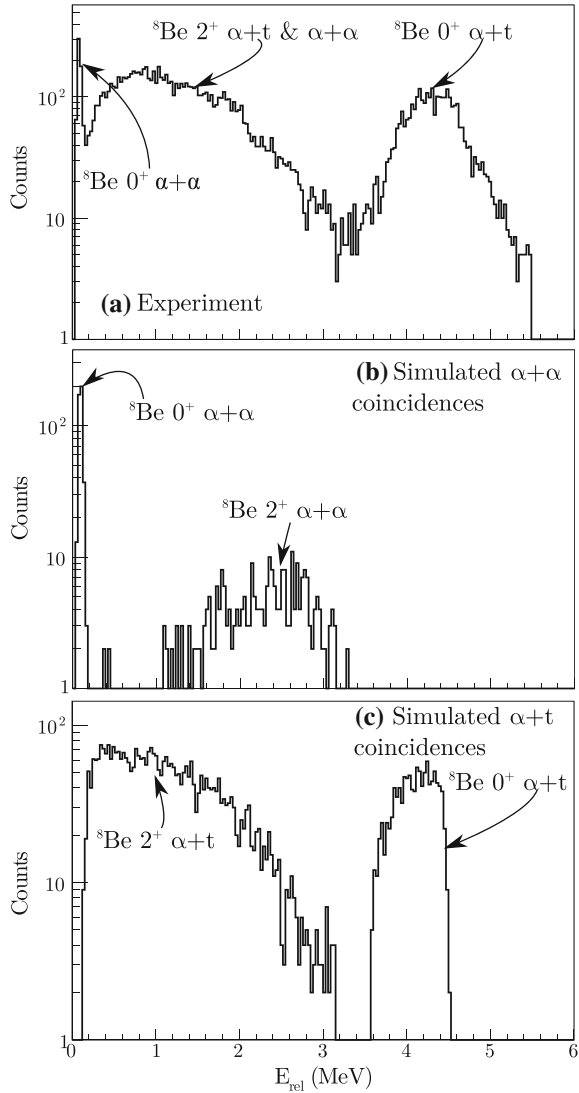 ⁸Be 2⁺ α+t & α+α
⁸Be 0⁺ α+t
10²
Counts
⁸Be 0⁺ α+α
10
(a) Experiment
1
(b) Simulated α+α
coincidences
⁸Be 0⁺ α+α
10²
Counts
⁸Be 2⁺ α+α
10
1
(c) Simulated α+t
coincidences
10²
⁸Be 0⁺ α+t
⁸Be 2⁺ α+t
Counts
10
1
0 1 2 3 4 5 6
E_rel (MeV)